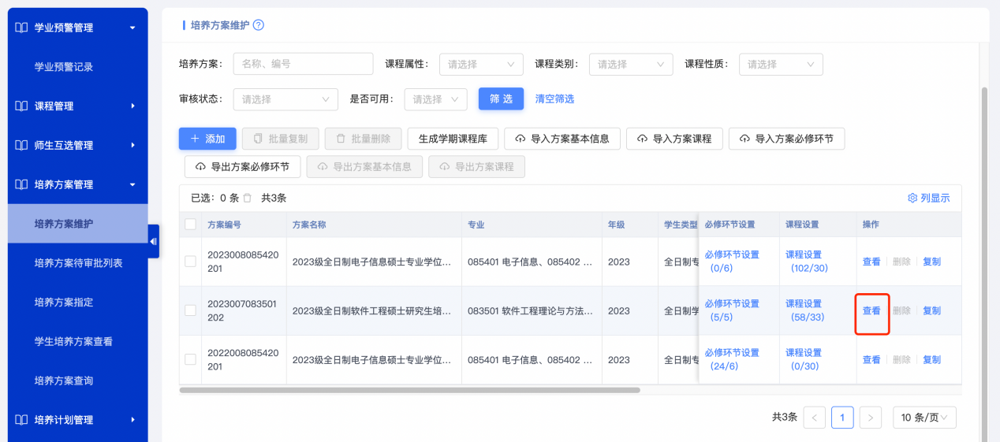 学业预警管理
学业预警记录
课程管理
师生互选管理
培养方案管理
培养方案维护
培养方案待审批列表
培养方案指定
学生培养方案查看
培养方案查询
培养计划管理
培养方案维护 ?
培养方案： 名称、编号 课程属性： 请选择 课程类别： 请选择 课程性质： 请选择
审核状态： 请选择 是否可用： 请选择 筛 选 清空筛选
+ 添加 批量复制 批量删除 生成学期课程库 导入方案基本信息 导入方案课程 导入方案必修环节
导出方案必修环节 导出方案基本信息 导出方案课程
已选：0 条 共3条 列显示
方案编号 方案名称 专业 年级 学生类型 必修环节设置 课程设置 操作
2023008085420
201
2023级全日制电子信息硕士专业学位... 085401 电子信息、085402 ... 2023 全日制专
必修环节设置
(0/6)
课程设置
(102/30)
查看 删除 复制
2023007083501
202
2023级全日制软件工程硕士研究生培... 083501 软件工程理论与方法... 2023 全日制学
必修环节设置
(5/5)
课程设置
(58/33)
查看 删除 复制
2022008085420
201
2023级全日制电子信息硕士专业学位... 085401 电子信息、085402 ... 2023 全日制专
必修环节设置
(24/6)
课程设置
(0/30)
查看 删除 复制
共3条 < 1 > 10 条/页